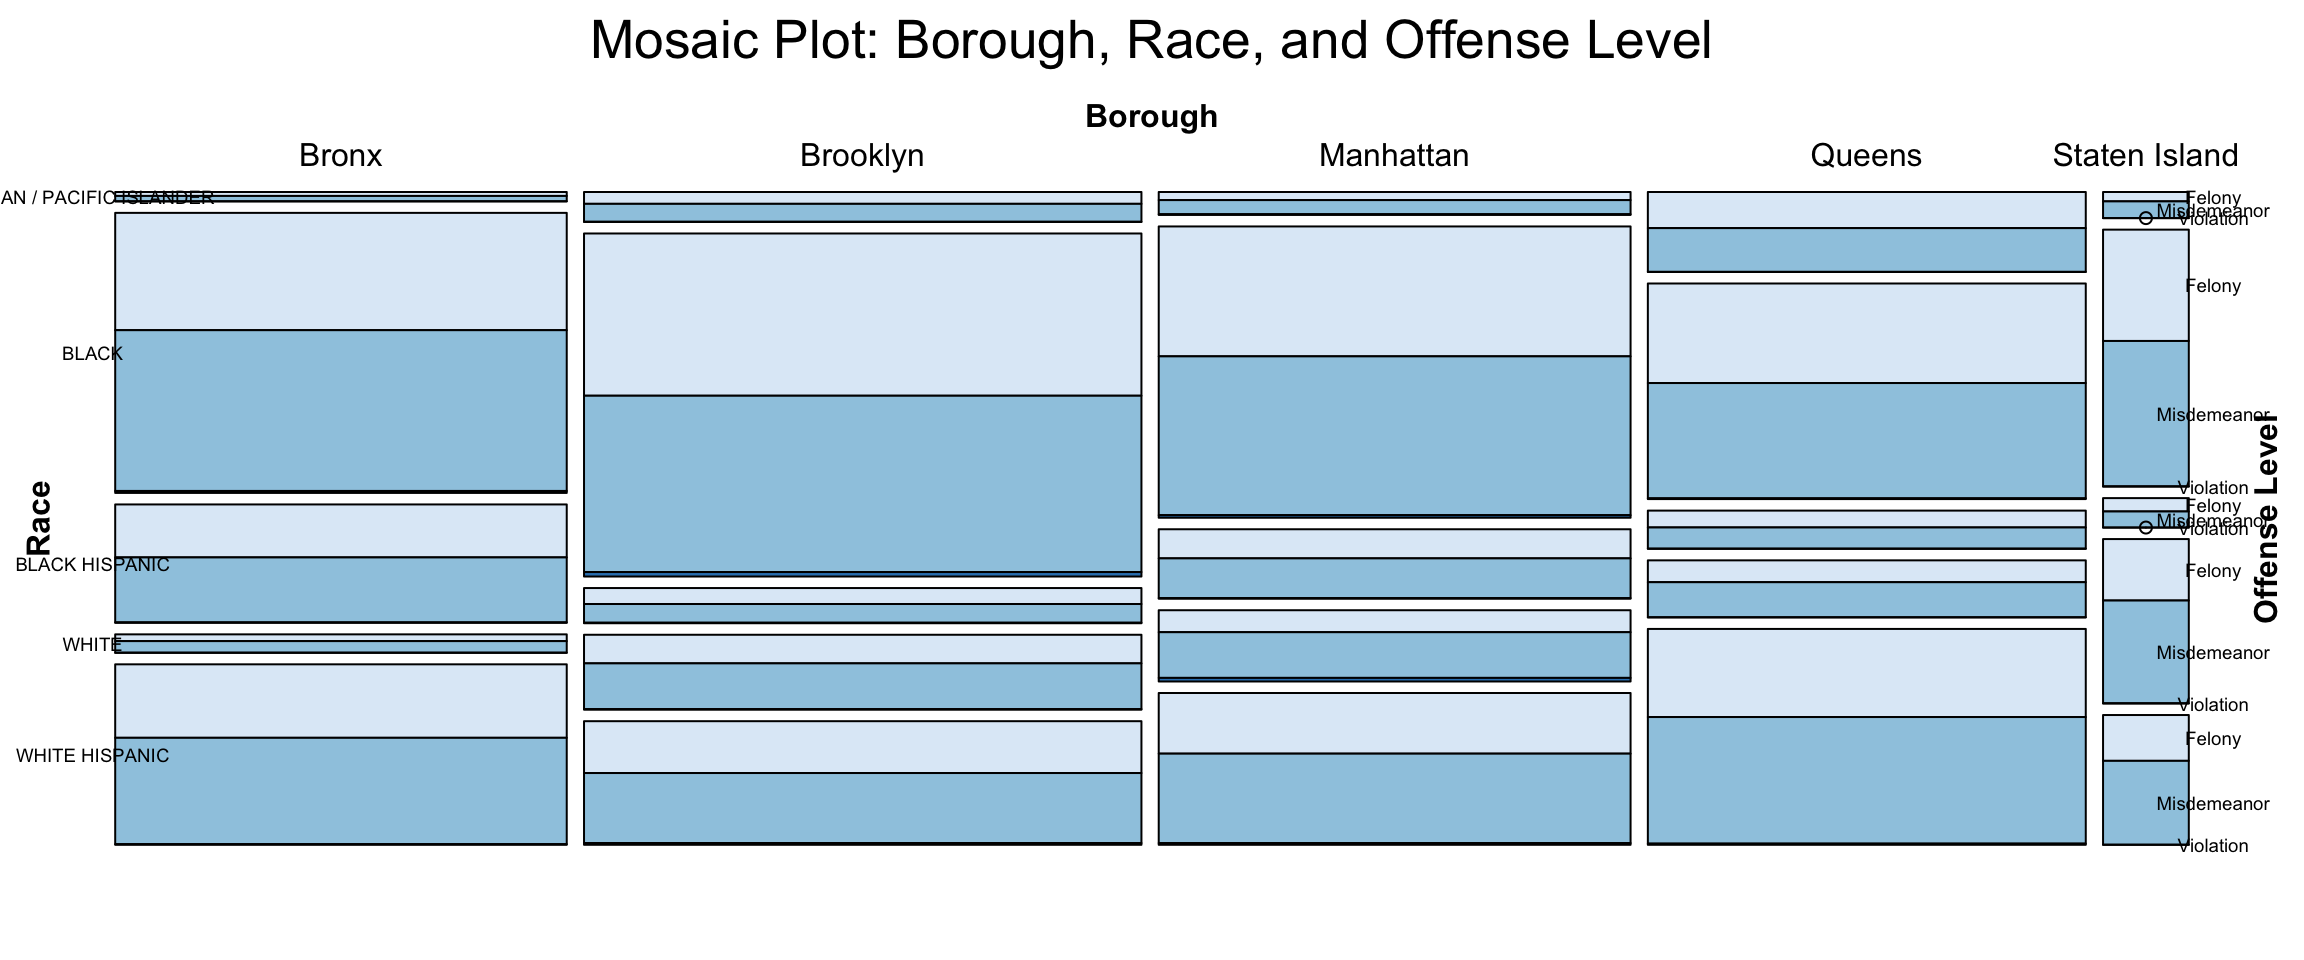 Mosaic Plot: Borough, Race, and Offense Level
Borough
Bronx Brooklyn Manhattan Queens Staten Island
AN / PACIFIC ISLANDER
BLACK
BLACK HISPANIC
WHITE
WHITE HISPANIC
Race
Felony
Misdemeanor
Violation
Felony
Misdemeanor
Violation
Felony
Misdemeanor
Violation
Felony
Misdemeanor
Violation
Felony
Misdemeanor
Violation
Offense Level